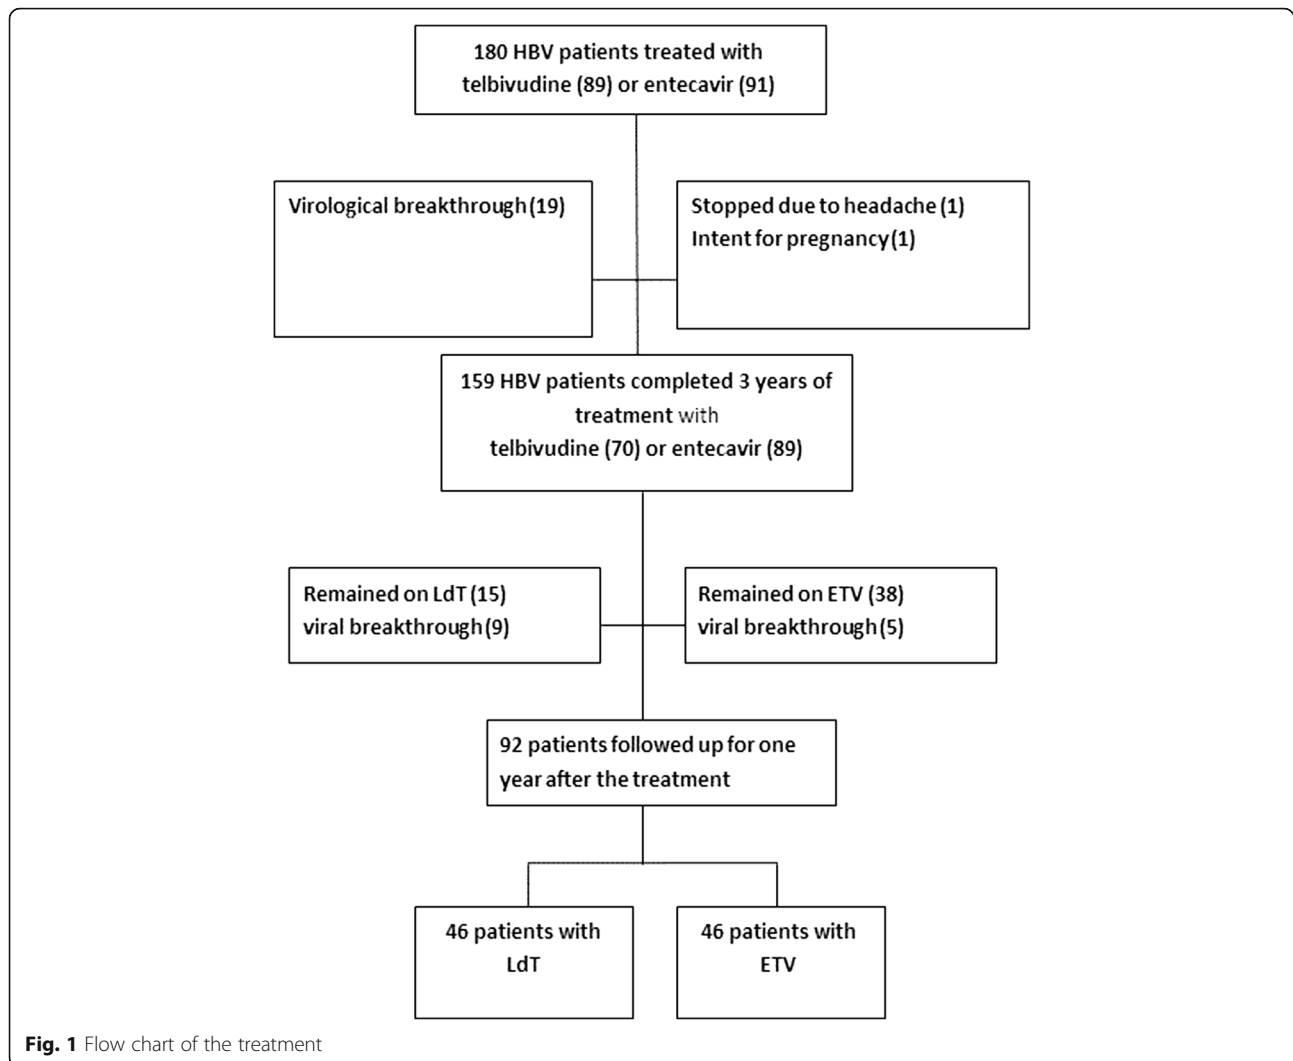 180 HBV patients treated with
telbivudine (89) or entecavir (91)
Virological breakthrough (19)
Stopped due to headache (1)
Intent for pregnancy (1)
159 HBV patients completed 3 years of
treatment with
telbivudine (70) or entecavir (89)
Remained on LdT (15)
viral breakthrough (9)
Remained on ETV (38)
viral breakthrough (5)
92 patients followed up for one
year after the treatment
46 patients with
LdT
46 patients with
ETV
Fig. 1 Flow chart of the treatment